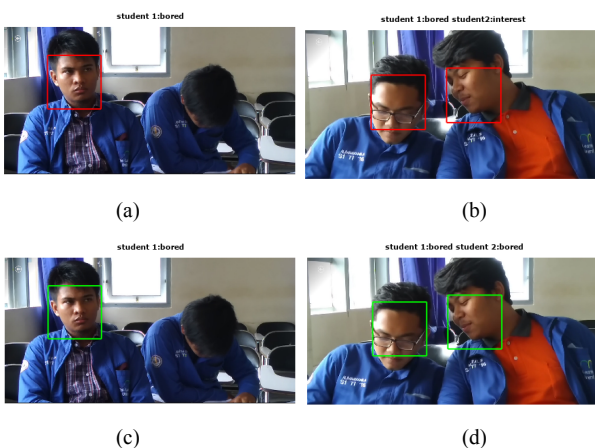 student 1:bored
student 1:bored student2:interest
(a)
(b)
student 1:bored
student 1:bored student 2:bored
(c)
(d)